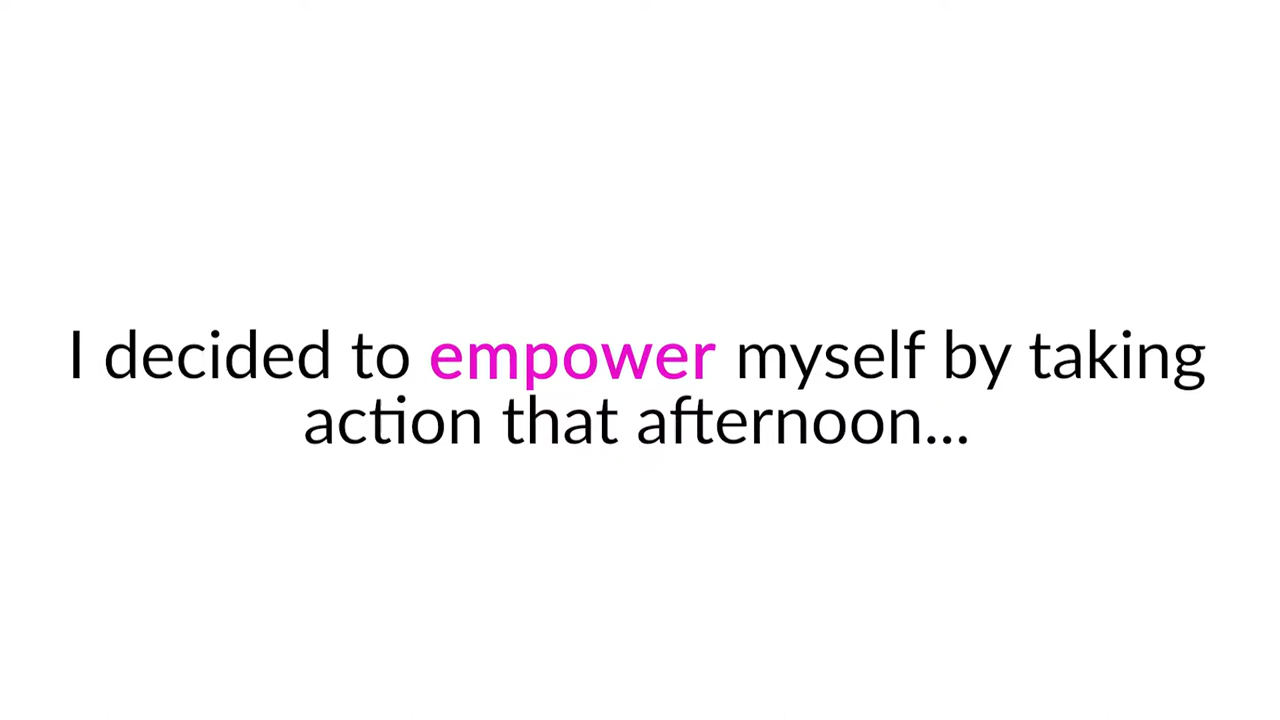 I decided to empower myself by taking
action that afternoon...